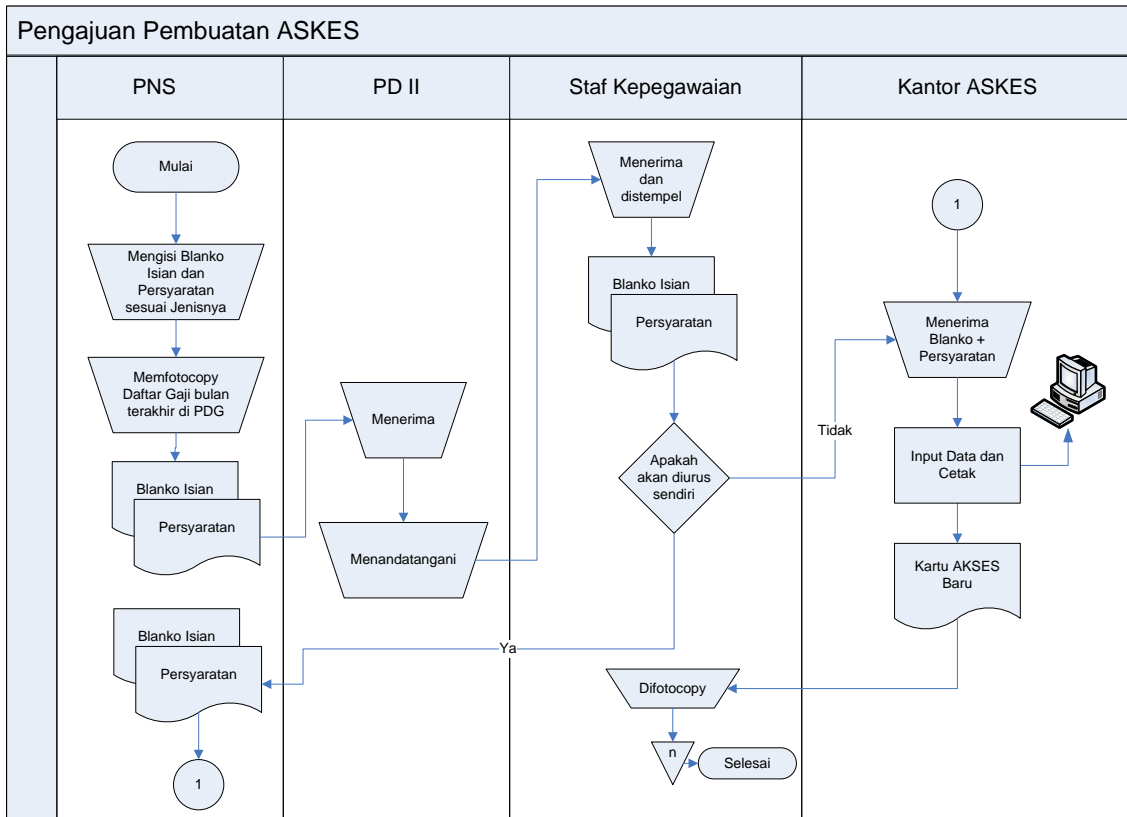 Pengajuan Pembuatan ASKES
PNS
PD II
Staf Kepegawaian
Kantor ASKES
Mulai
Mengisi Blanko
Isian dan
Persyaratan
sesuai Jenisnya
Memfotocopy
Daftar Gaji bulan
terakhir di PDG
Blanko Isian
Persyaratan
Blanko Isian
Persyaratan
1
Menerima
Menandatangani
Menerima
dan
distempel
Blanko Isian
Persyaratan
Apakah
akan diurus
sendiri
Tidak
Ya
Difotocopy
n
Selesai
1
Menerima
Blanko +
Persyaratan
Input Data dan
Cetak
Kartu AKSES
Baru